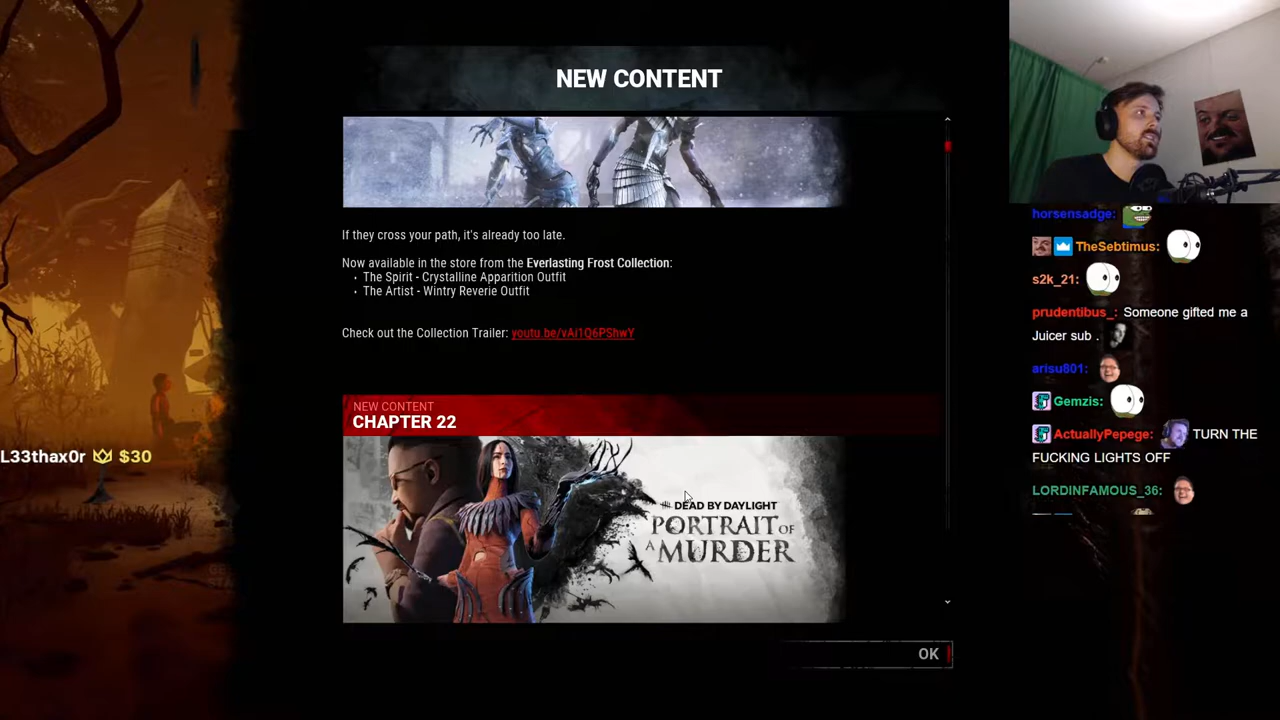 NEW CONTENT
If they cross your path, it's already too late.
Now available in the store from the Everlasting Frost Collection:
• The Spirit - Crystalline Apparition Outfit
• The Artist - Wintry Reverie Outfit
Check out the Collection Trailer: youtu.be/vAi1Q6PShwY
NEW CONTENT
CHAPTER 22
DEAD BY DAYLIGHT
PORTRAIT OF
A MURDER
OK
L33thax0r $30
horsensadge:
TheSebtimus:
s2k_21:
prudentibus_: Someone gifted me a
Juicer sub .
arisu801:
Gemzis:
ActuallyPepege: TURN THE
FUCKING LIGHTS OFF
LORDINFAMOUS_36: